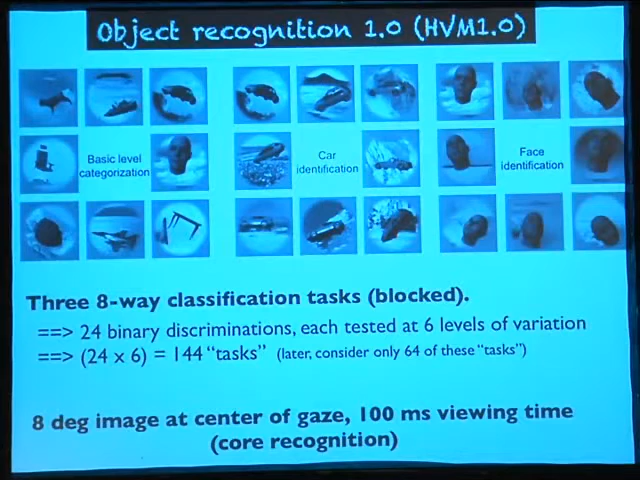 Object recognition 1.0 (HVM1.0)
Basic level
categorization
Car
identification
Face
identification
Three 8-way classification tasks (blocked).
==> 24 binary discriminations, each tested at 6 levels of variation
==> (24 x 6) = 144 "tasks" (later, consider only 64 of these "tasks")
8 deg image at center of gaze, 100 ms viewing time
(core recognition)